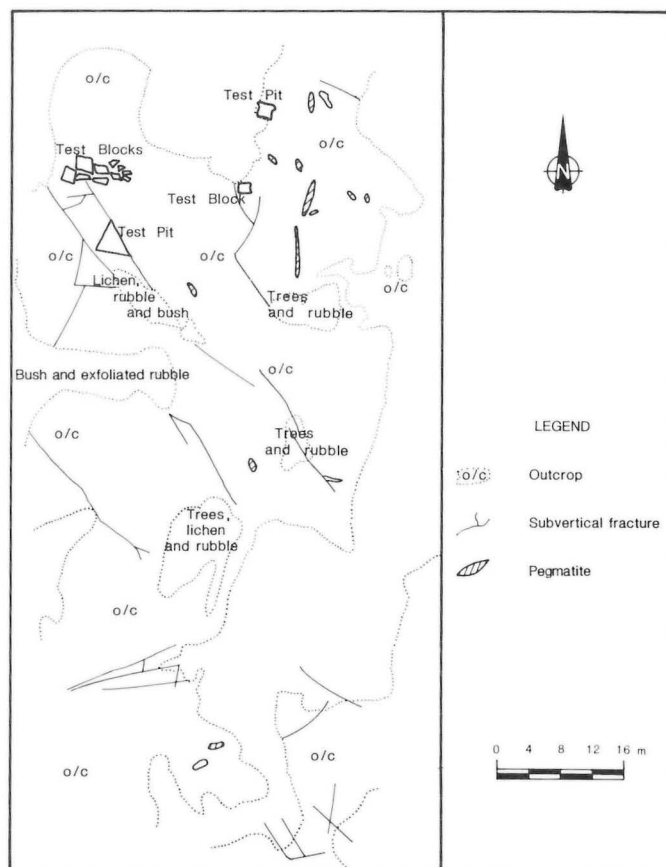 o/c
Test Pit
o/c
Test Blocks
Test Block
Test Pit
o/c
o/c
Lichen,
rubble
and bush
Trees
and rubble
o/c
Bush and exfoliated rubble
o/c
o/c
Trees
and rubble
Trees,
lichen
and rubble
o/c
o/c
o/c
N
LEGEND
o/c Outcrop
Subvertical fracture
Pegmatite
0 4 8 12 16 m